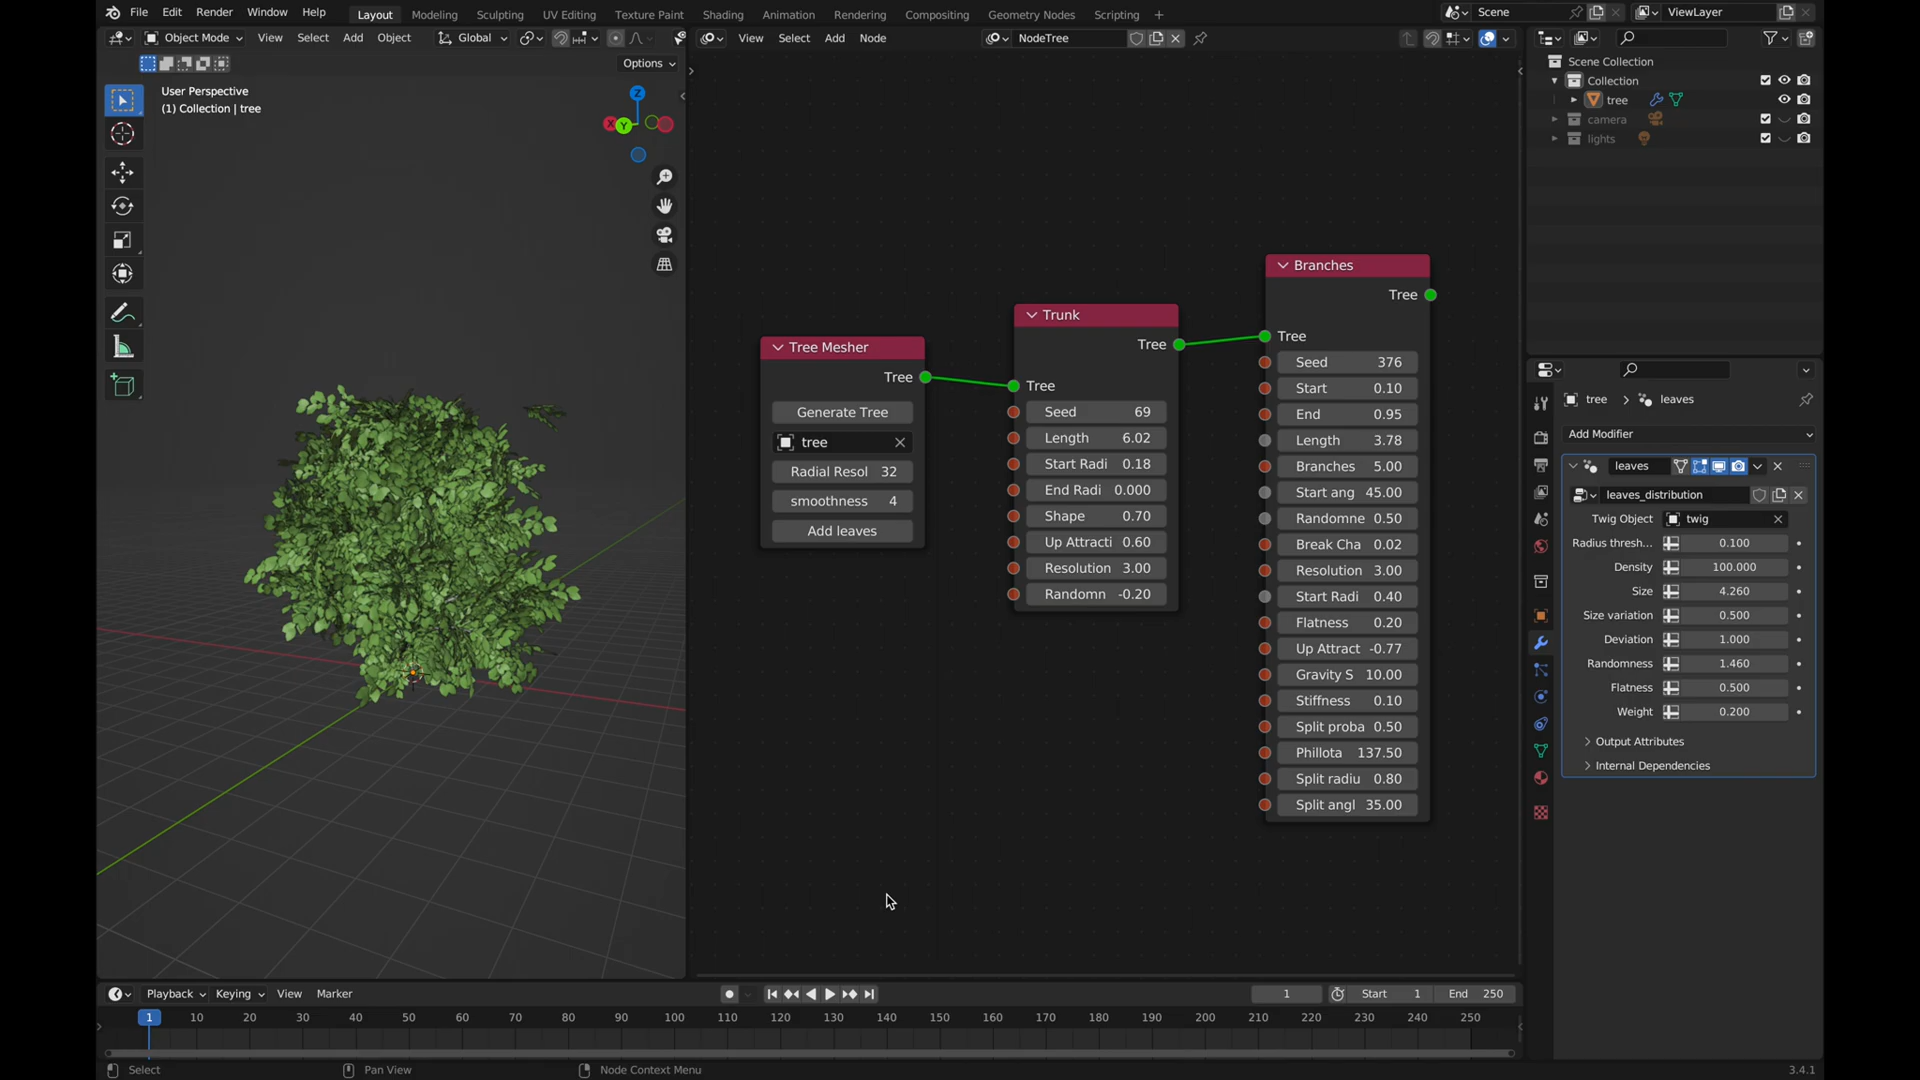 File Edit Render Window Help Layout Modeling Sculpting UV Editing Texture Paint Shading Animation Rendering Compositing Geometry Nodes Scripting + Scene ViewLayer
Object Mode View Select Add Object Global View Select Add Node NodeTree
Options
User Perspective
(1) Collection | tree
Z
X
Y
Scene Collection
Collection
tree
camera
lights
Tree Mesher
Tree
Generate Tree
tree
Radial Resol 32
smoothness 4
Add leaves
Trunk
Tree
Tree
Seed 69
Length 6.02
Start Radi 0.18
End Radi 0.000
Shape 0.70
Up Attracti 0.60
Resolution 3.00
Randomn -0.20
Branches
Tree
Tree
Seed 376
Start 0.10
End 0.95
Length 3.78
Branches 5.00
Start ang 45.00
Randomne 0.50
Break Cha 0.02
Resolution 3.00
Start Radi 0.40
Flatness 0.20
Up Attract -0.77
Gravity S 10.00
Stiffness 0.10
Split proba 0.50
Phillota 137.50
Split radiu 0.80
Split angl 35.00
tree > leaves
Add Modifier
leaves
leaves_distribution
Twig Object twig
Radius thresh... 0.100
Density 100.000
Size 4.260
Size variation 0.500
Deviation 1.000
Randomness 1.460
Flatness 0.500
Weight 0.200
Output Attributes
Internal Dependencies
Playback Keying View Marker 1 Start 1 End 250
1 10 20 30 40 50 60 70 80 90 100 110 120 130 140 150 160 170 180 190 200 210 220 230 240 250
Select Pan View Node Context Menu 3.4.1